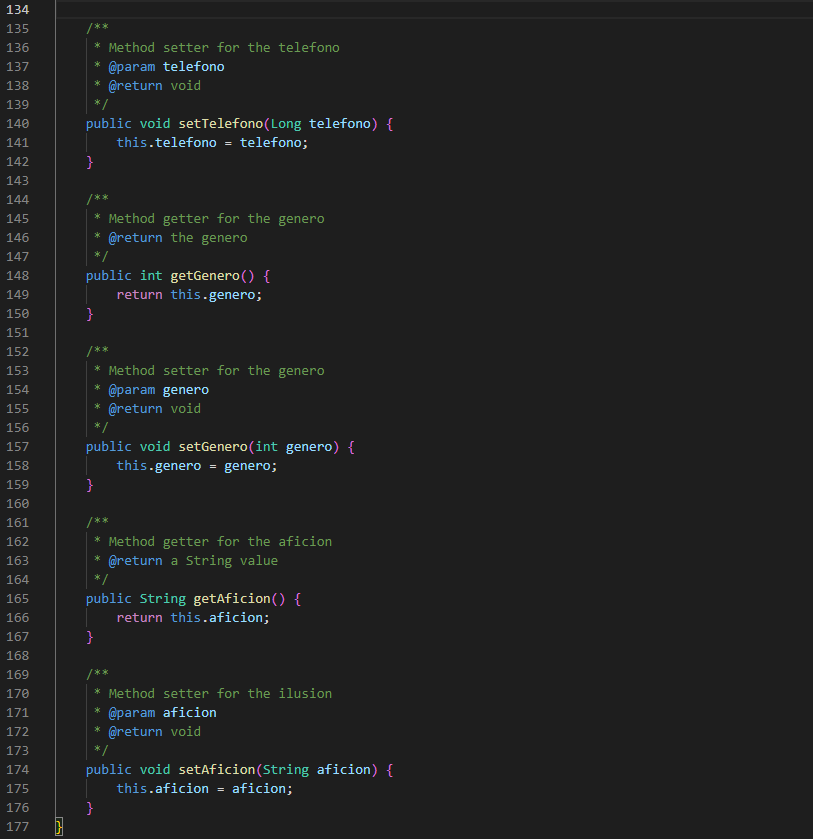 134
135 /**
136 * Method setter for the telefono
137 * @param telefono
138 * @return void
139 */
140 public void setTelefono(Long telefono) {
141 this.telefono = telefono;
142 }
143
144 /**
145 * Method getter for the genero
146 * @return the genero
147 */
148 public int getGenero() {
149 return this.genero;
150 }
151
152 /**
153 * Method setter for the genero
154 * @param genero
155 * @return void
156 */
157 public void setGenero(int genero) {
158 this.genero = genero;
159 }
160
161 /**
162 * Method getter for the aficion
163 * @return a String value
164 */
165 public String getAficion() {
166 return this.aficion;
167 }
168
169 /**
170 * Method setter for the ilusion
171 * @param aficion
172 * @return void
173 */
174 public void setAficion(String aficion) {
175 this.aficion = aficion;
176 }
177 }